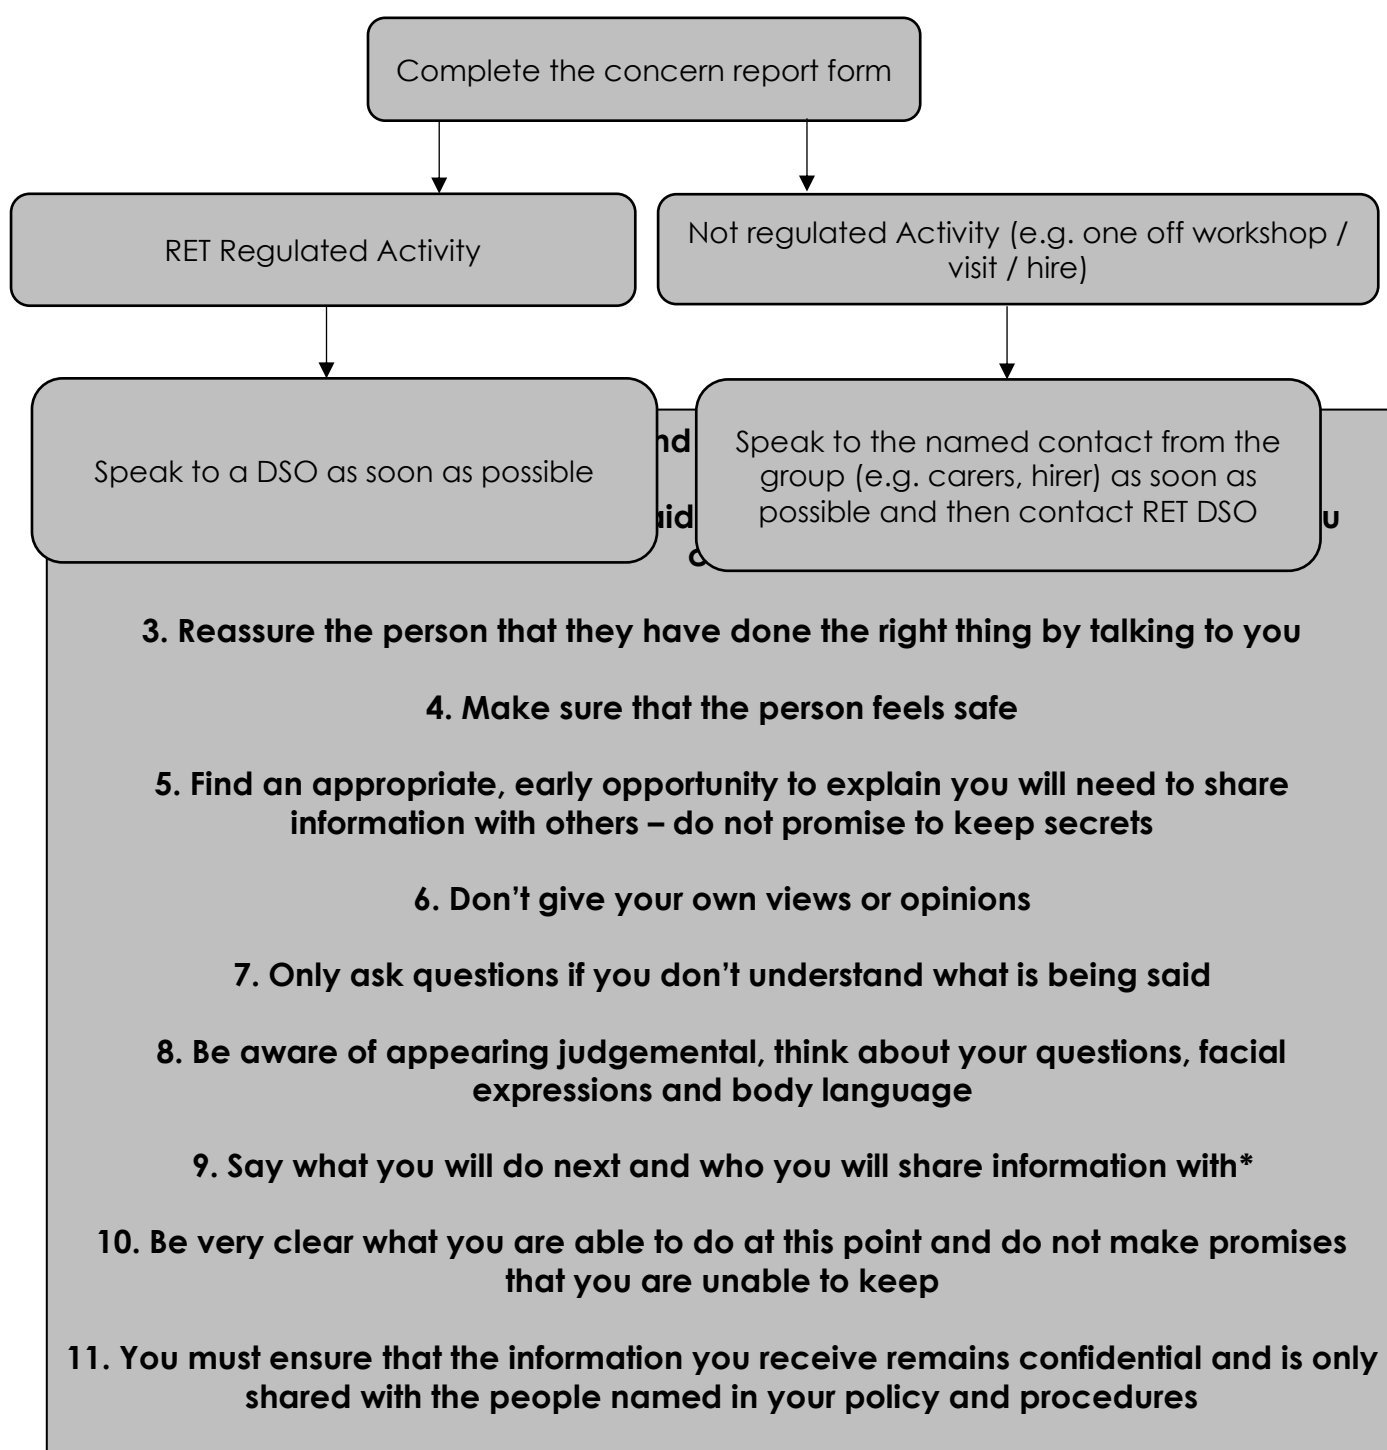 Complete the concern report form
RET Regulated Activity
Not regulated Activity (e.g. one off workshop /
visit / hire)
Speak to a DSO as soon as possible
Speak to the named contact from the
group (e.g. carers, hirer) as soon as
possible and then contact RET DSO
3. Reassure the person that they have done the right thing by talking to you
4. Make sure that the person feels safe
5. Find an appropriate, early opportunity to explain you will need to share
information with others – do not promise to keep secrets
6. Don’t give your own views or opinions
7. Only ask questions if you don’t understand what is being said
8. Be aware of appearing judgemental, think about your questions, facial
expressions and body language
9. Say what you will do next and who you will share information with*
10. Be very clear what you are able to do at this point and do not make promises
that you are unable to keep
11. You must ensure that the information you receive remains confidential and is only
shared with the people named in your policy and procedures